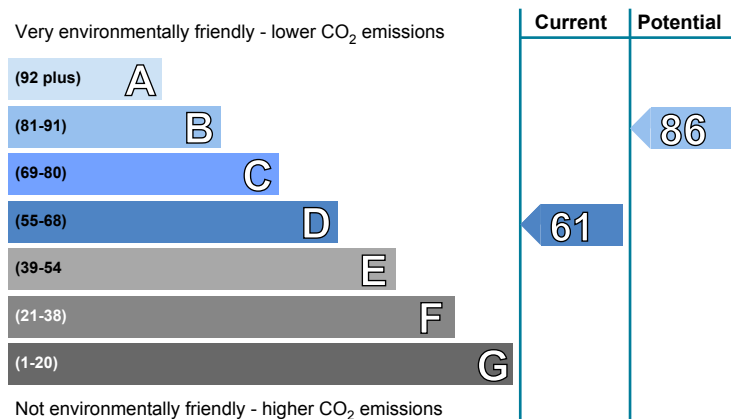 Current Potential
Very environmentally friendly - lower CO₂ emissions
(92 plus) A
(81-91) B 86
(69-80) C
(55-68) D 61
(39-54 E
(21-38) F
(1-20) G
Not environmentally friendly - higher CO₂ emissions